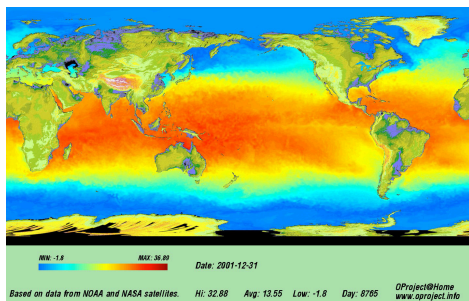 MIN: -1.8 MAX: 36.89
Date: 2001-12-31
Based on data from NOAA and NASA satellites. Hi: 32.88 Avg: 13.55 Low: -1.8 Day: 8765
OProject@Home
www.oproject.info